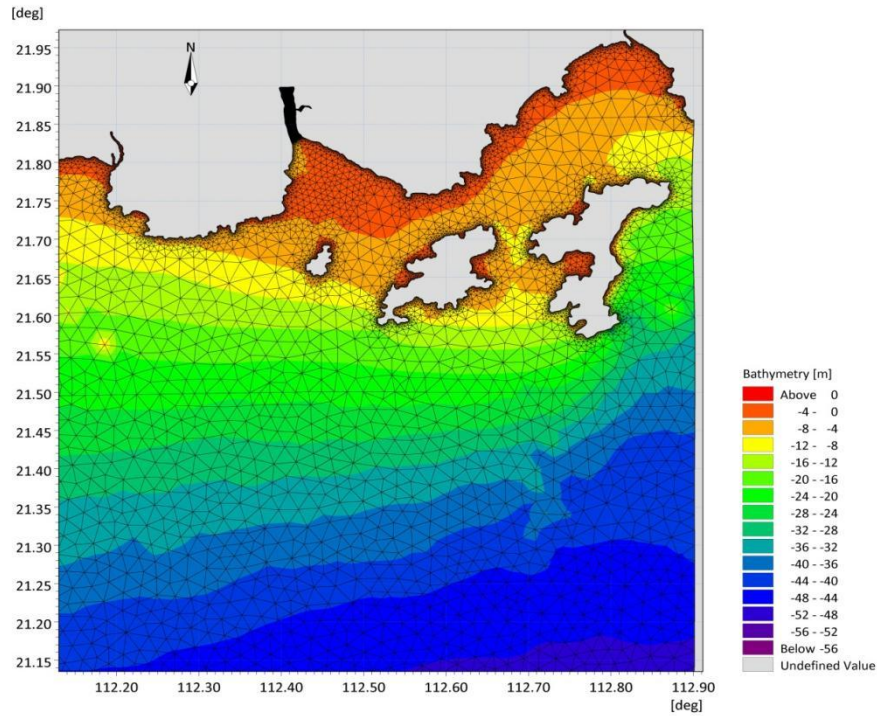 [deg]
N
21.95
21.90
21.85
21.80
21.75
21.70
21.65
21.60
21.55
21.50
21.45
21.40
21.35
21.30
21.25
21.20
21.15
112.20 112.30 112.40 112.50 112.60 112.70 112.80 112.90
[deg]
Bathymetry [m]
Above 0
-4 - 0
-8 - -4
-12 - -8
-16 - -12
-20 - -16
-24 - -20
-28 - -24
-32 - -28
-36 - -32
-40 - -36
-44 - -40
-48 - -44
-52 - -48
-56 - -52
Below -56
Undefined Value